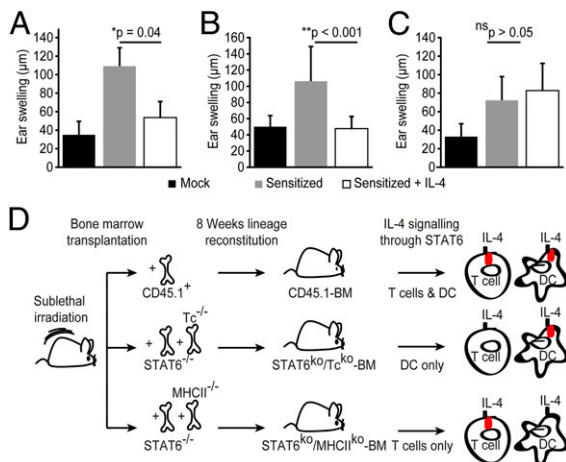 A
*p = 0.04
Ear swelling (µm)
140
120
100
80
60
40
20
0
B
**p < 0.001
Ear swelling (µm)
160
140
120
100
80
60
40
20
0
C
ns p > 0.05
Ear swelling (µm)
140
120
100
80
60
40
20
0
Mock Sensitized Sensitized + IL-4
D
Bone marrow transplantation
8 Weeks lineage reconstitution
IL-4 signalling through STAT6
Sublethal irradiation
+
CD45.1+
CD45.1-BM
T cells & DC
IL-4
T cell
IL-4
DC
Tc-/-
+ +
STAT6-/-
STAT6ko/Tcko-BM
DC only
IL-4
T cell
IL-4
DC
MHCII-/-
+ +
STAT6-/-
STAT6ko/MHCIIko-BM
T cells only
IL-4
T cell
IL-4
DC